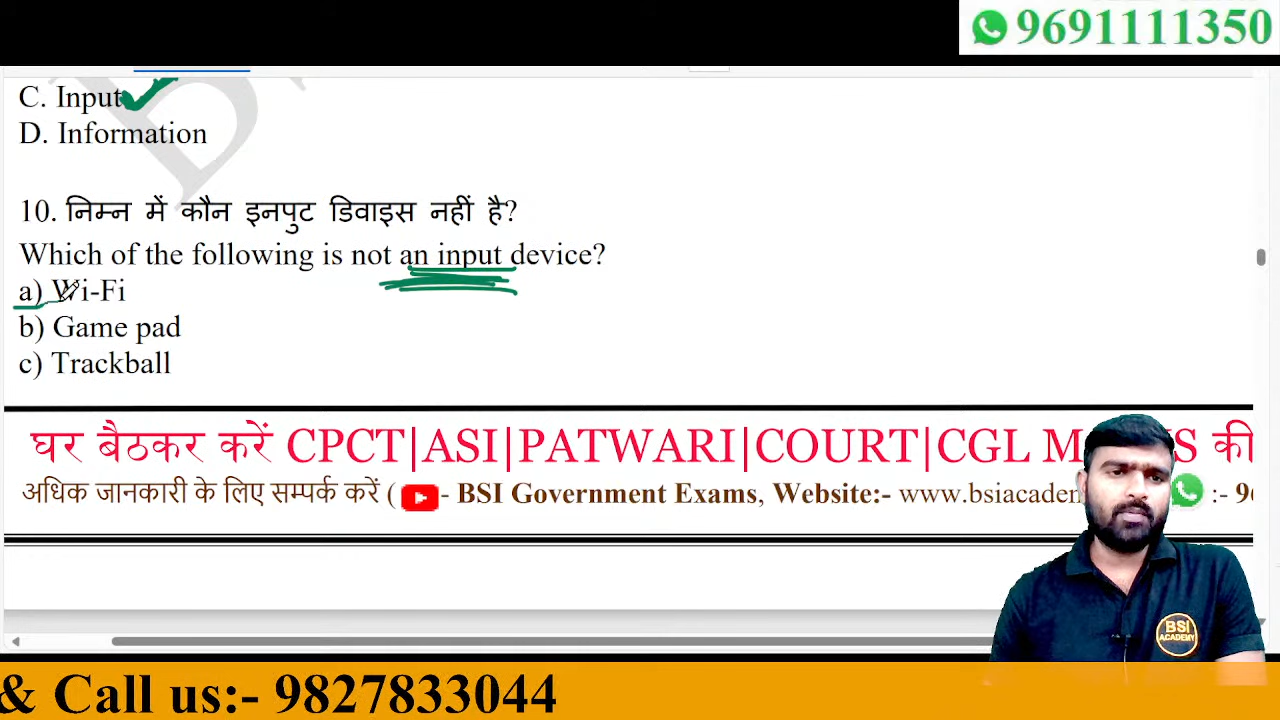 9691111350
C. Input
D. Information
10. निम्न में कौन इनपुट डिवाइस नहीं है?
Which of the following is not an input device?
a) Wi-Fi
b) Game pad
c) Trackball
घर बैठकर करें CPCT|ASI|PATWARI|COURT|CGL की
अधिक जानकारी के लिए सम्पर्क करें ( - BSI Government Exams, Website:- :-
BSI
ACADEMY
& Call us:- 9827833044